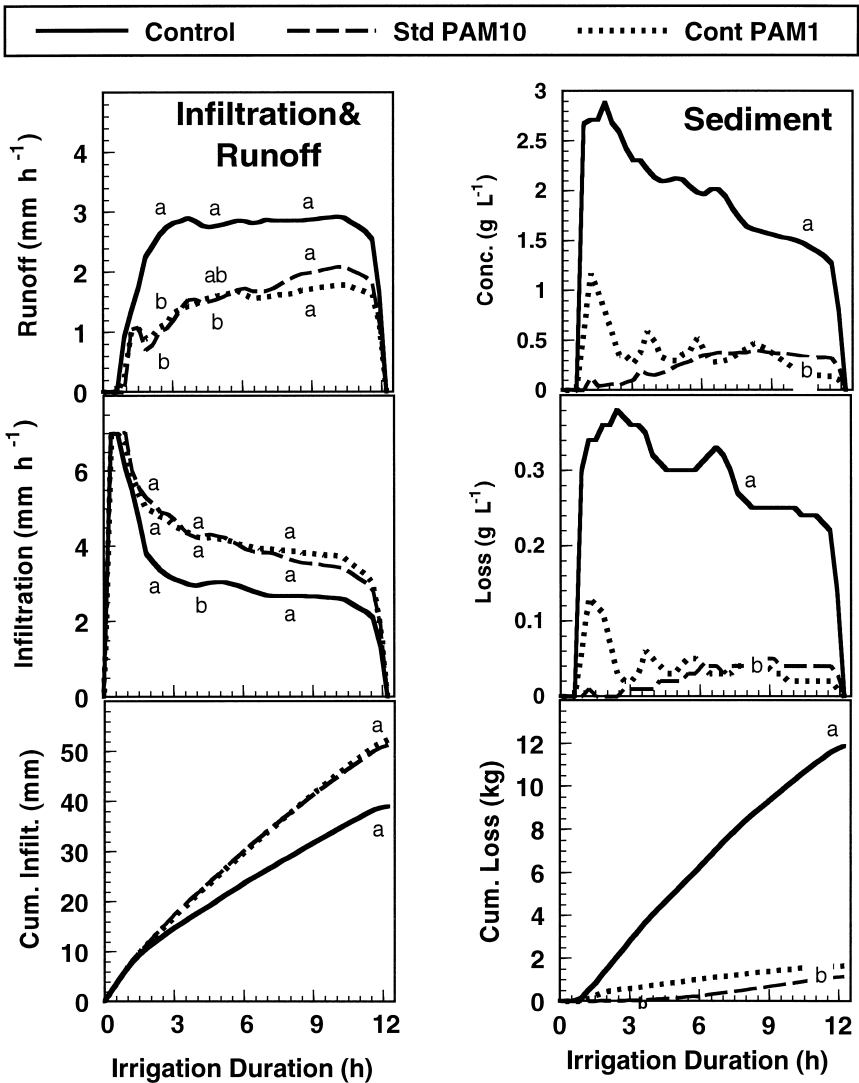 Control Std PAM10 Cont PAM1
Infiltration&
Runoff
Runoff (mm h -1)
4
3
2
1
0
a a a
b ab a
b b a
Infiltration (mm h -1)
6
4
2
0
a a a
a a a
a b a
Cum. Infilt. (mm)
50
40
30
20
10
0
a
a
0 3 6 9 12
Irrigation Duration (h)
Sediment
Conc. (g L-1)
3
2.5
2
1.5
1
0.5
0
a
b
Loss (g L-1)
0.3
0.2
0.1
0
a
b
Cum. Loss (kg)
12
10
8
6
4
2
0
a
b
b
0 3 6 9 12
Irrigation Duration (h)